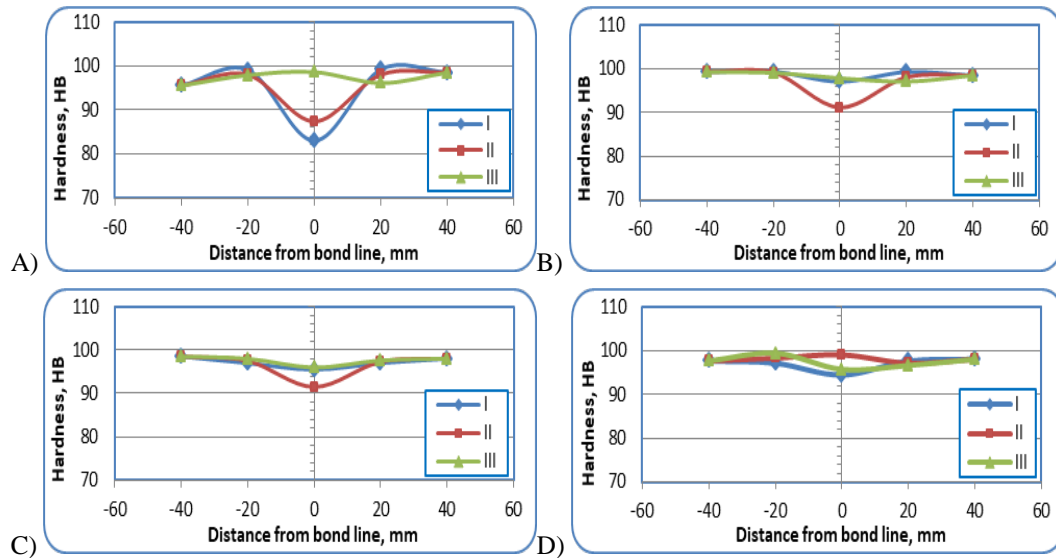 110
100
90
80
70
Hardness, HB
-60 -40 -20 0 20 40 60
Distance from bond line, mm
I
II
III
A)
110
100
90
80
70
Hardness, HB
-60 -40 -20 0 20 40 60
Distance from bond line, mm
I
II
III
B)
110
100
90
80
70
Hardness, HB
-60 -40 -20 0 20 40 60
Distance from bond line, mm
I
II
III
C)
110
100
90
80
70
Hardness, HB
-60 -40 -20 0 20 40 60
Distance from bond line, mm
I
II
III
D)